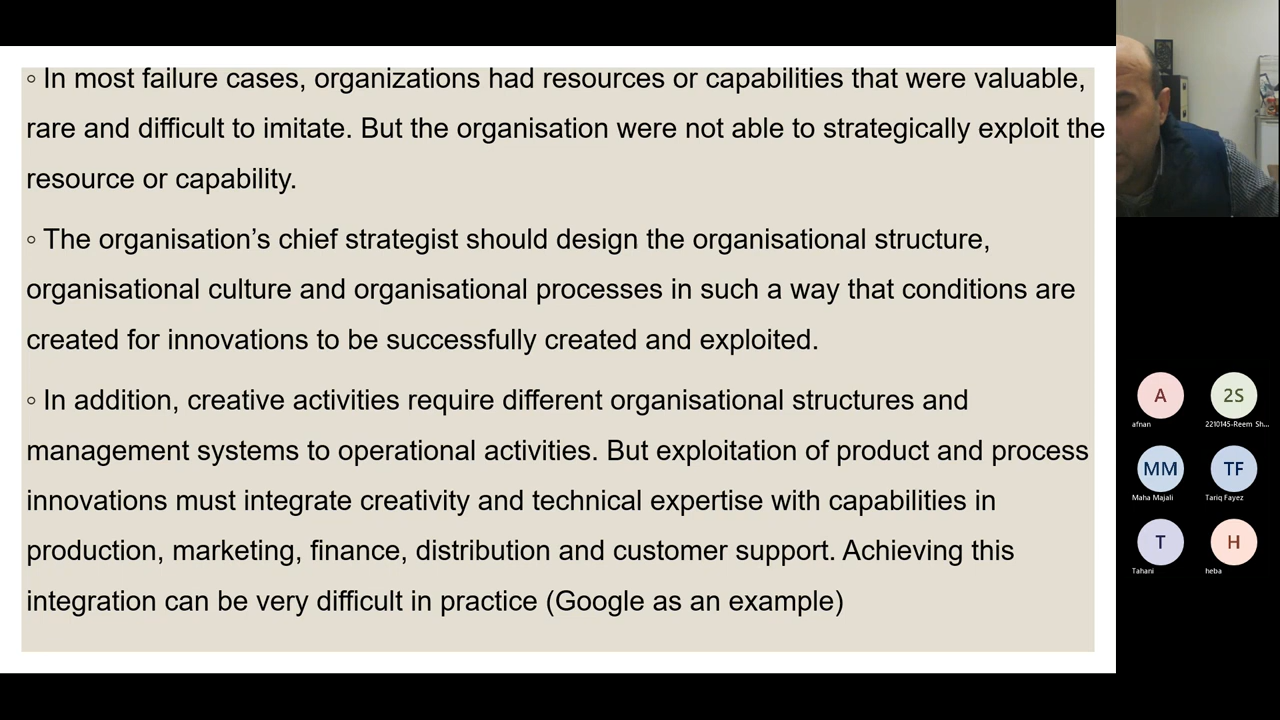 ◦ In most failure cases, organizations had resources or capabilities that were valuable,
rare and difficult to imitate. But the organisation were not able to strategically exploit the
resource or capability.
◦ The organisation’s chief strategist should design the organisational structure,
organisational culture and organisational processes in such a way that conditions are
created for innovations to be successfully created and exploited.
◦ In addition, creative activities require different organisational structures and
management systems to operational activities. But exploitation of product and process
innovations must integrate creativity and technical expertise with capabilities in
production, marketing, finance, distribution and customer support. Achieving this
integration can be very difficult in practice (Google as an example)
A
afnan
2S
2210145-Reem Sh...
MM
Maha Majali
TF
Tariq Fayez
T
Tahani
H
heba